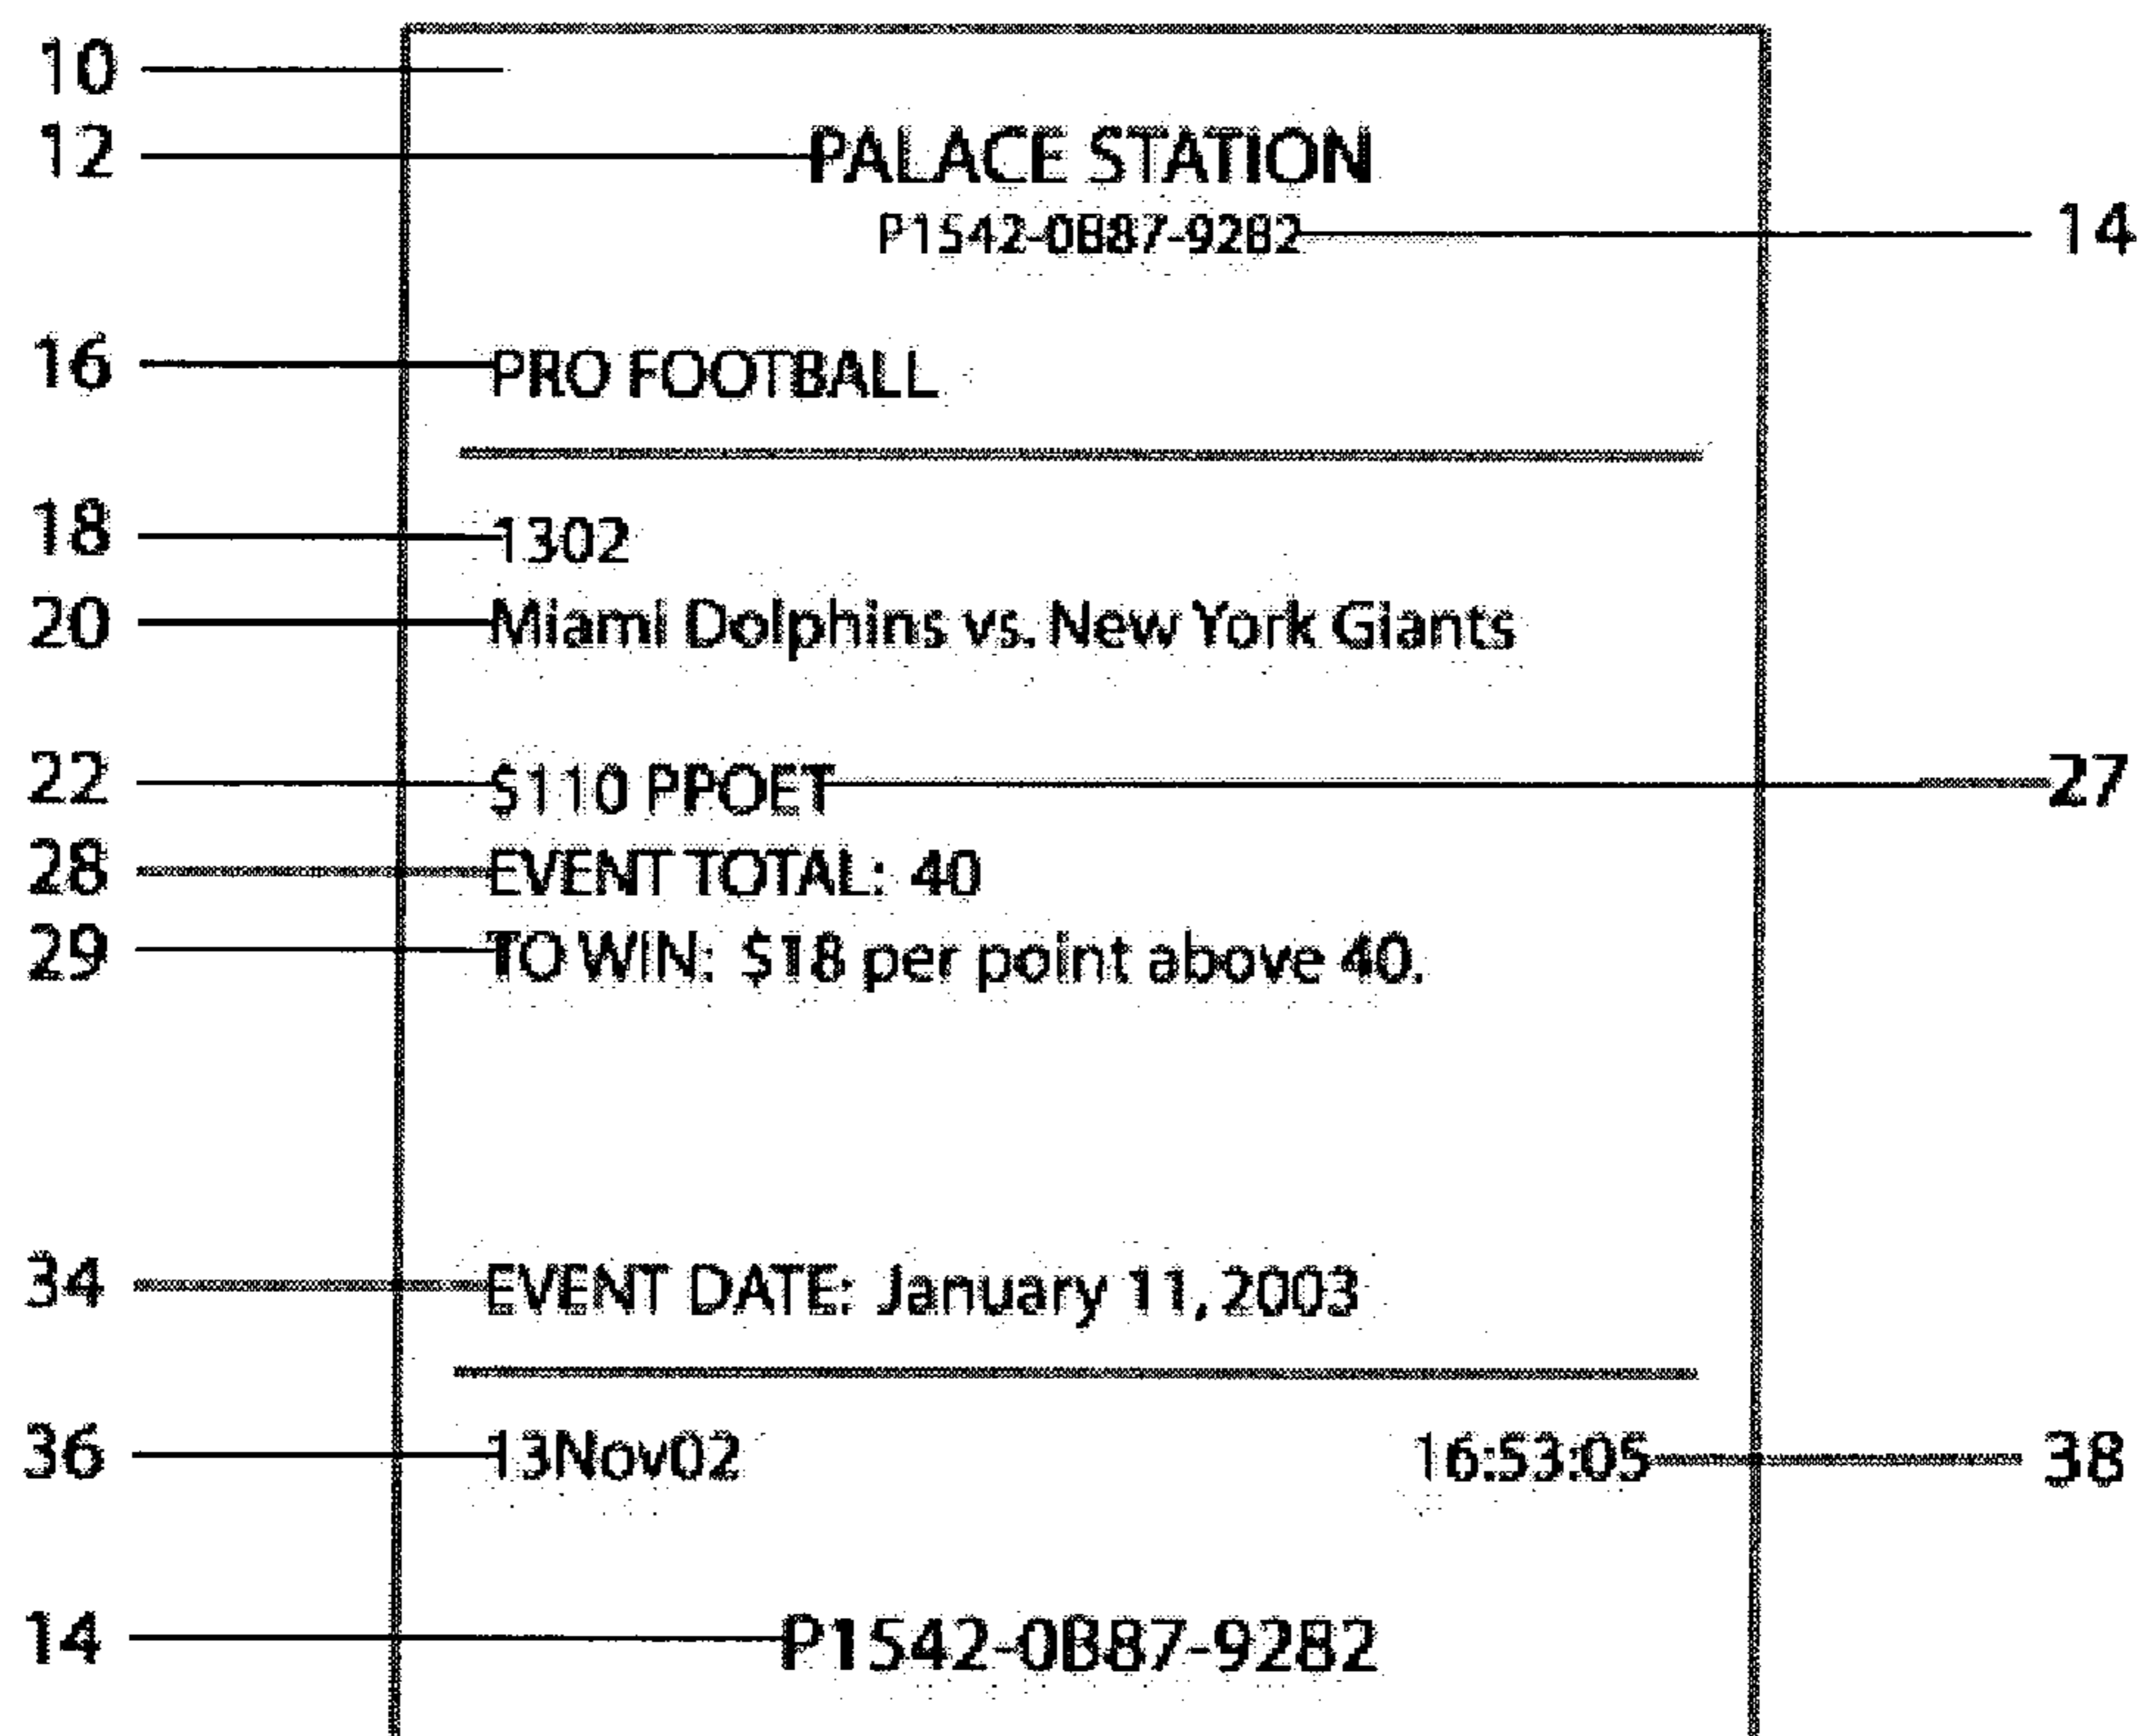 10
12 PALACE STATION
P1542-0B87-92B2 14
16 PRO FOOTBALL
18 1302
20 Miami Dolphins vs. New York Giants
22 $110 PPOET 27
28 EVENT TOTAL: 40
29 TO WIN: $18 per point above 40.
34 EVENT DATE: January 11, 2003
36 13Nov02 16:53:05 38
14 P1542-0B87-92B2